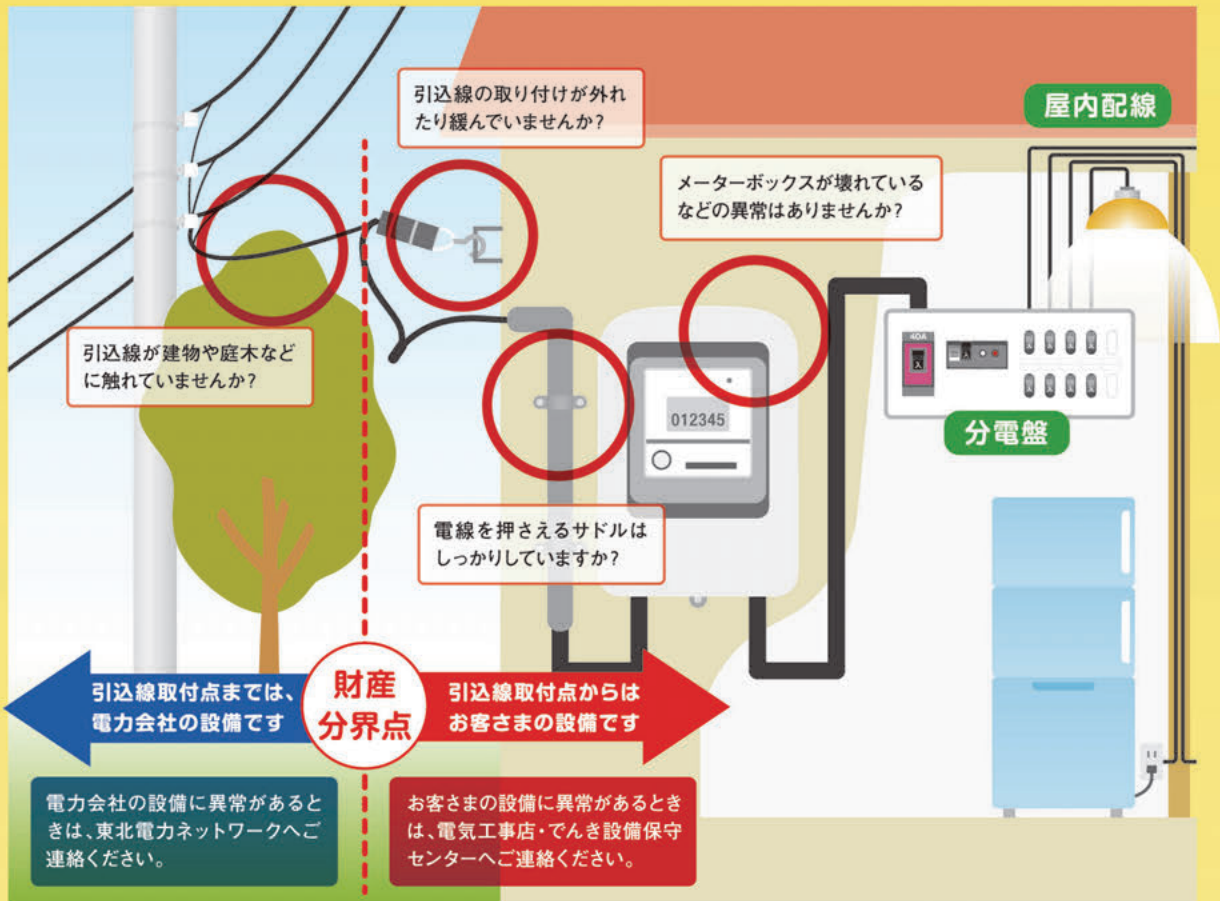 引込線の取り付けが外れ
たり緩んでいませんか?
屋内配線
メーターボックスが壊れている
などの異常はありませんか?
引込線が建物や庭木など
に触れていませんか?
40A
入
012345
分電盤
電線を押さえるサドルは
しっかりしていますか?
引込線取付点までは、
電力会社の設備です
財産
分界点
引込線取付点からは
お客さまの設備です
電力会社の設備に異常があると
きは、東北電力ネットワークへご
連絡ください。
お客さまの設備に異常があるとき
は、電気工事店・でんき設備保守
センターへご連絡ください。